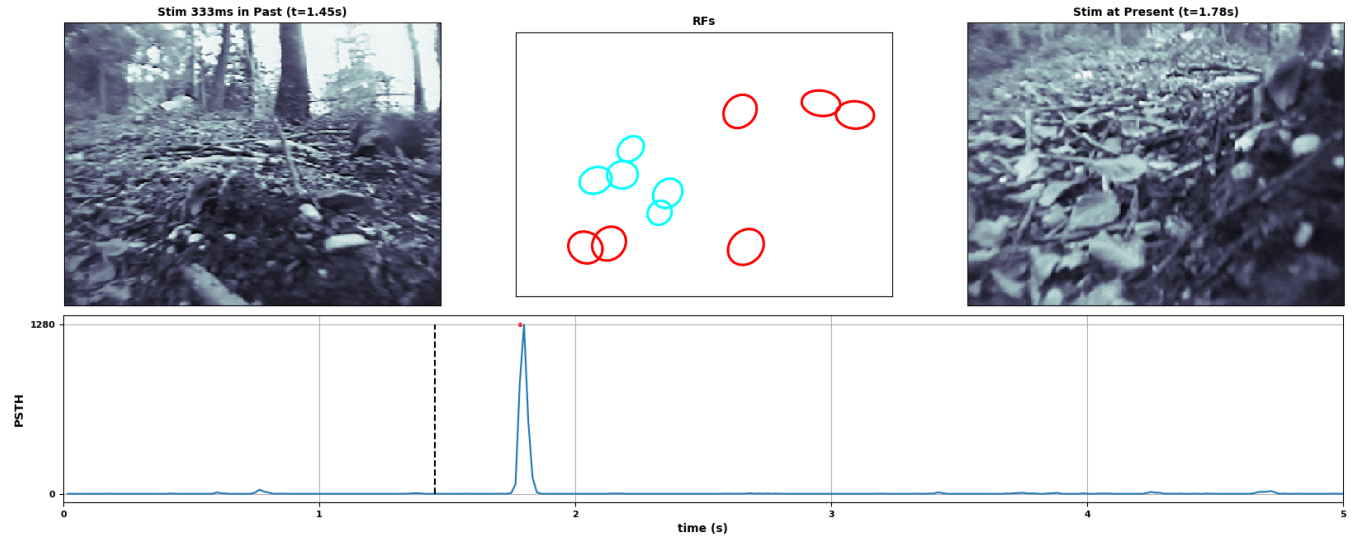 Stim 333ms in Past (t=1.45s)
RFs
Stim at Present (t=1.78s)
1280
PSTH
0
0 1 2 3 4 5
time (s)